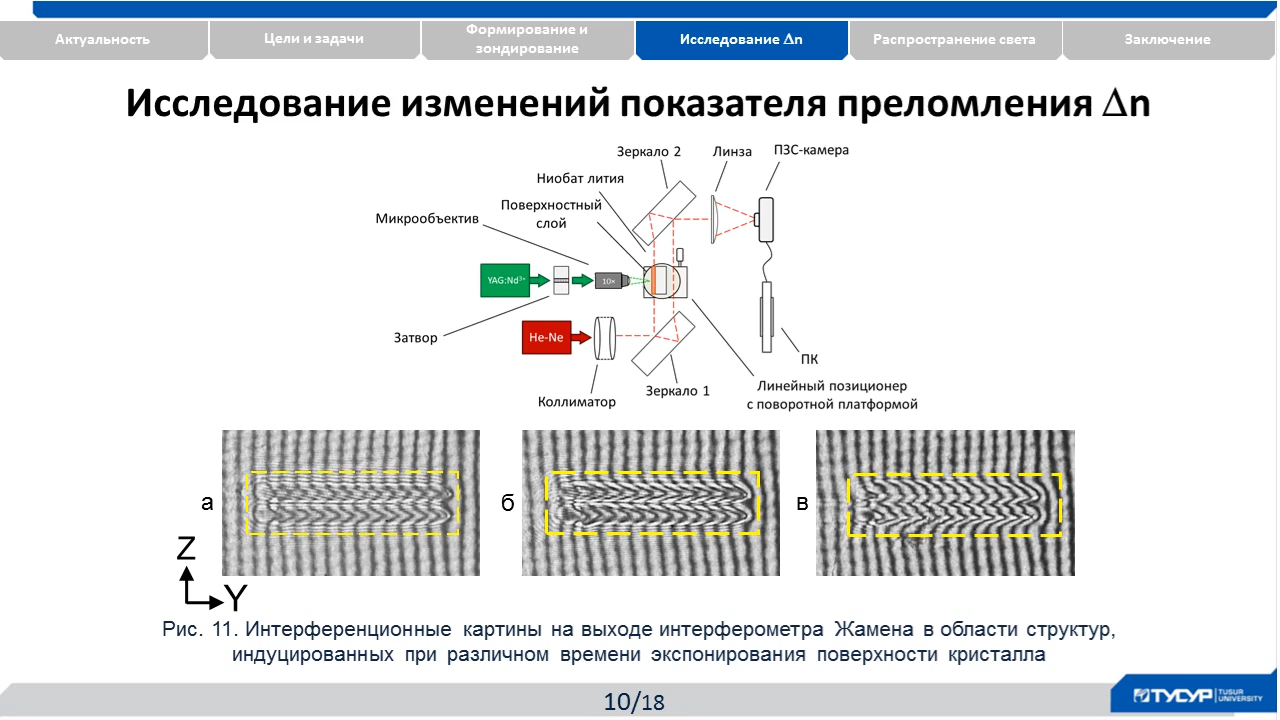 Актуальность
Цели и задачи
Формирование и
зондирование
Исследование Δn
Распространение света
Заключение
Исследование изменений показателя преломления Δn
Зеркало 2
Линза
ПЗС-камера
Ниобат лития
Поверхностный
слой
Микрообъектив
YAG:Nd³⁺
10×
Затвор
He-Ne
ПК
Зеркало 1
Линейный позиционер
с поворотной платформой
Коллиматор
а
б
в
Z
Y
Рис. 11. Интерференционные картины на выходе интерферометра Жамена в области структур,
индуцированных при различном времени экспонирования поверхности кристалла
10/18
ТУСУР
TUSUR
UNIVERSITY